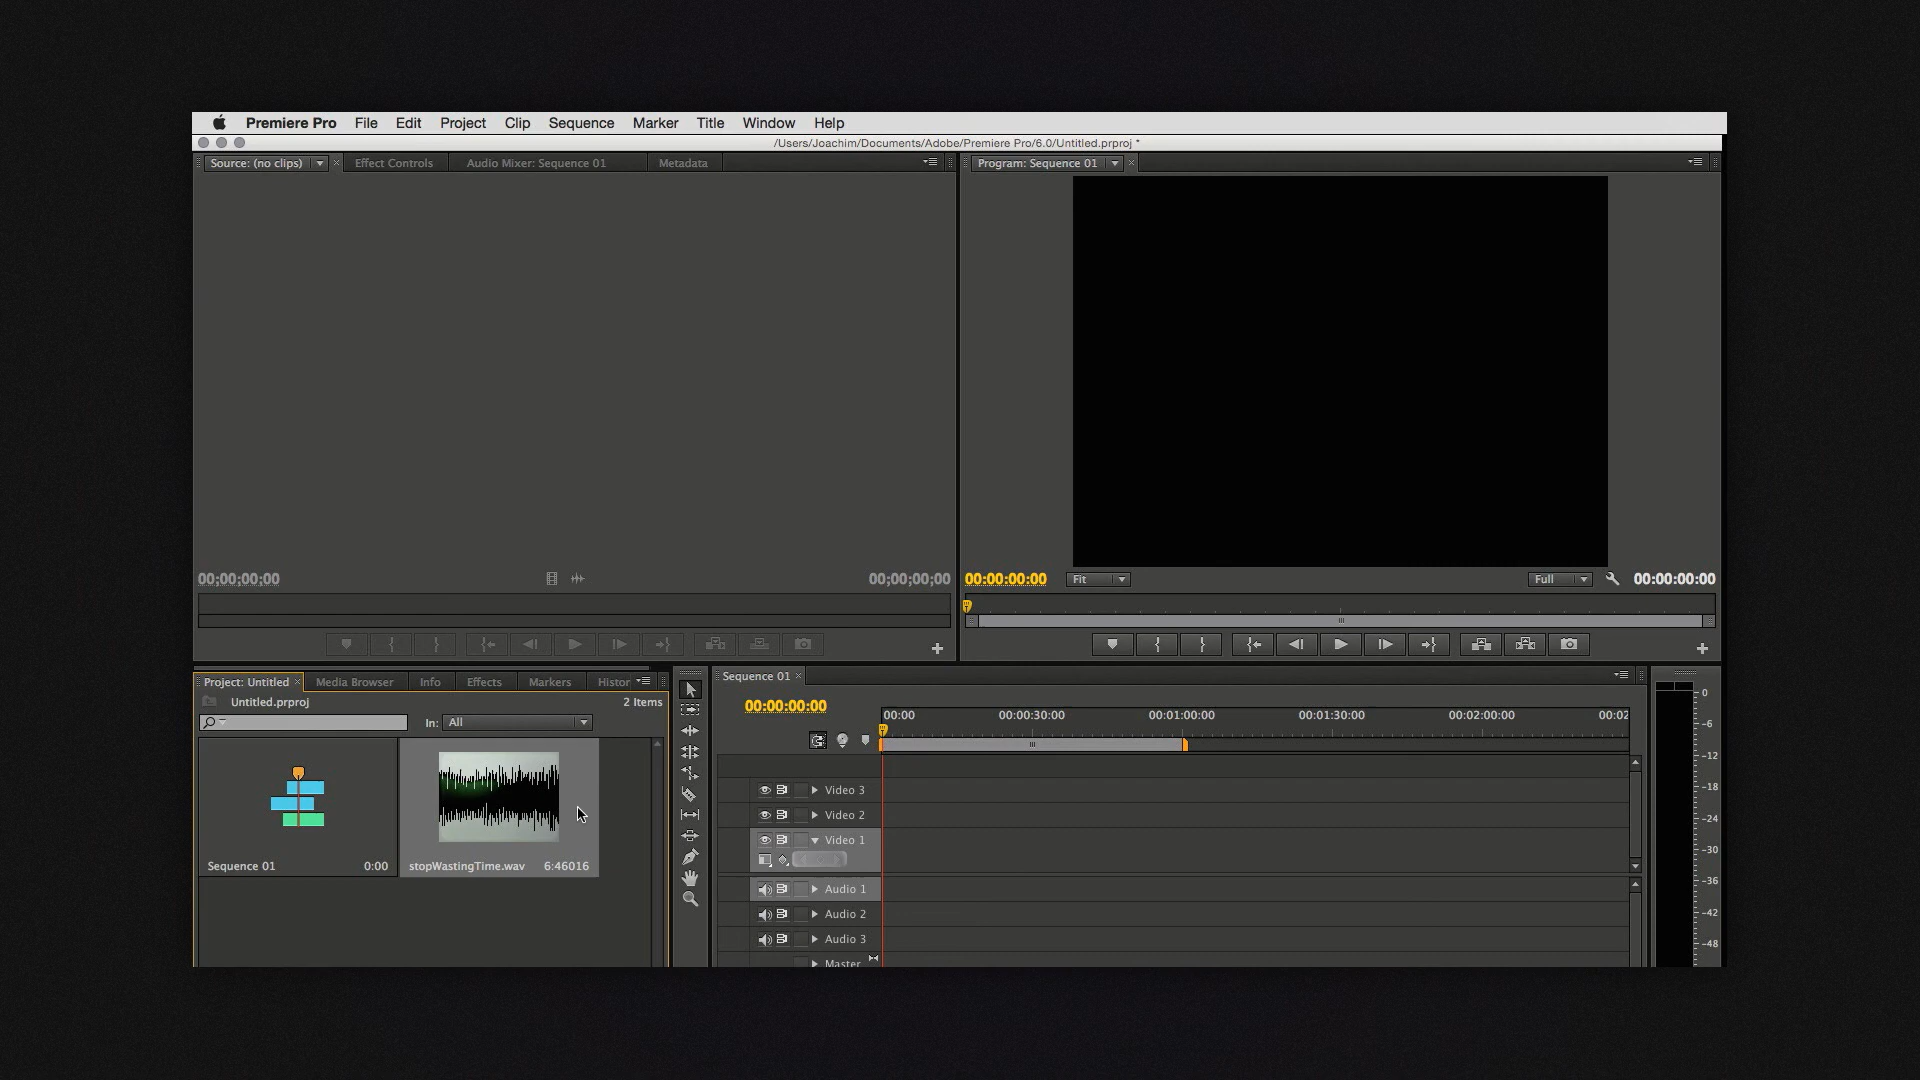 Premiere Pro File Edit Project Clip Sequence Marker Title Window Help
/Users/Joachim/Documents/Adobe/Premiere Pro/6.0/Untitled.prproj *
Source: (no clips) Effect Controls Audio Mixer: Sequence 01 Metadata
Program: Sequence 01
00;00;00;00
00;00;00;00
00:00:00:00
Fit
Full
00:00:00:00
Project: Untitled Media Browser Info Effects Markers Histor
Untitled.prproj
2 Items
In: All
Sequence 01 0:00
stopWastingTime.wav 6:46016
Sequence 01
00:00:00:00
00:00 00:00:30:00 00:01:00:00 00:01:30:00 00:02:00:00 00:02
Video 3
Video 2
Video 1
Audio 1
Audio 2
Audio 3
Master
0
-6
-12
-18
-24
-30
-36
-42
-48